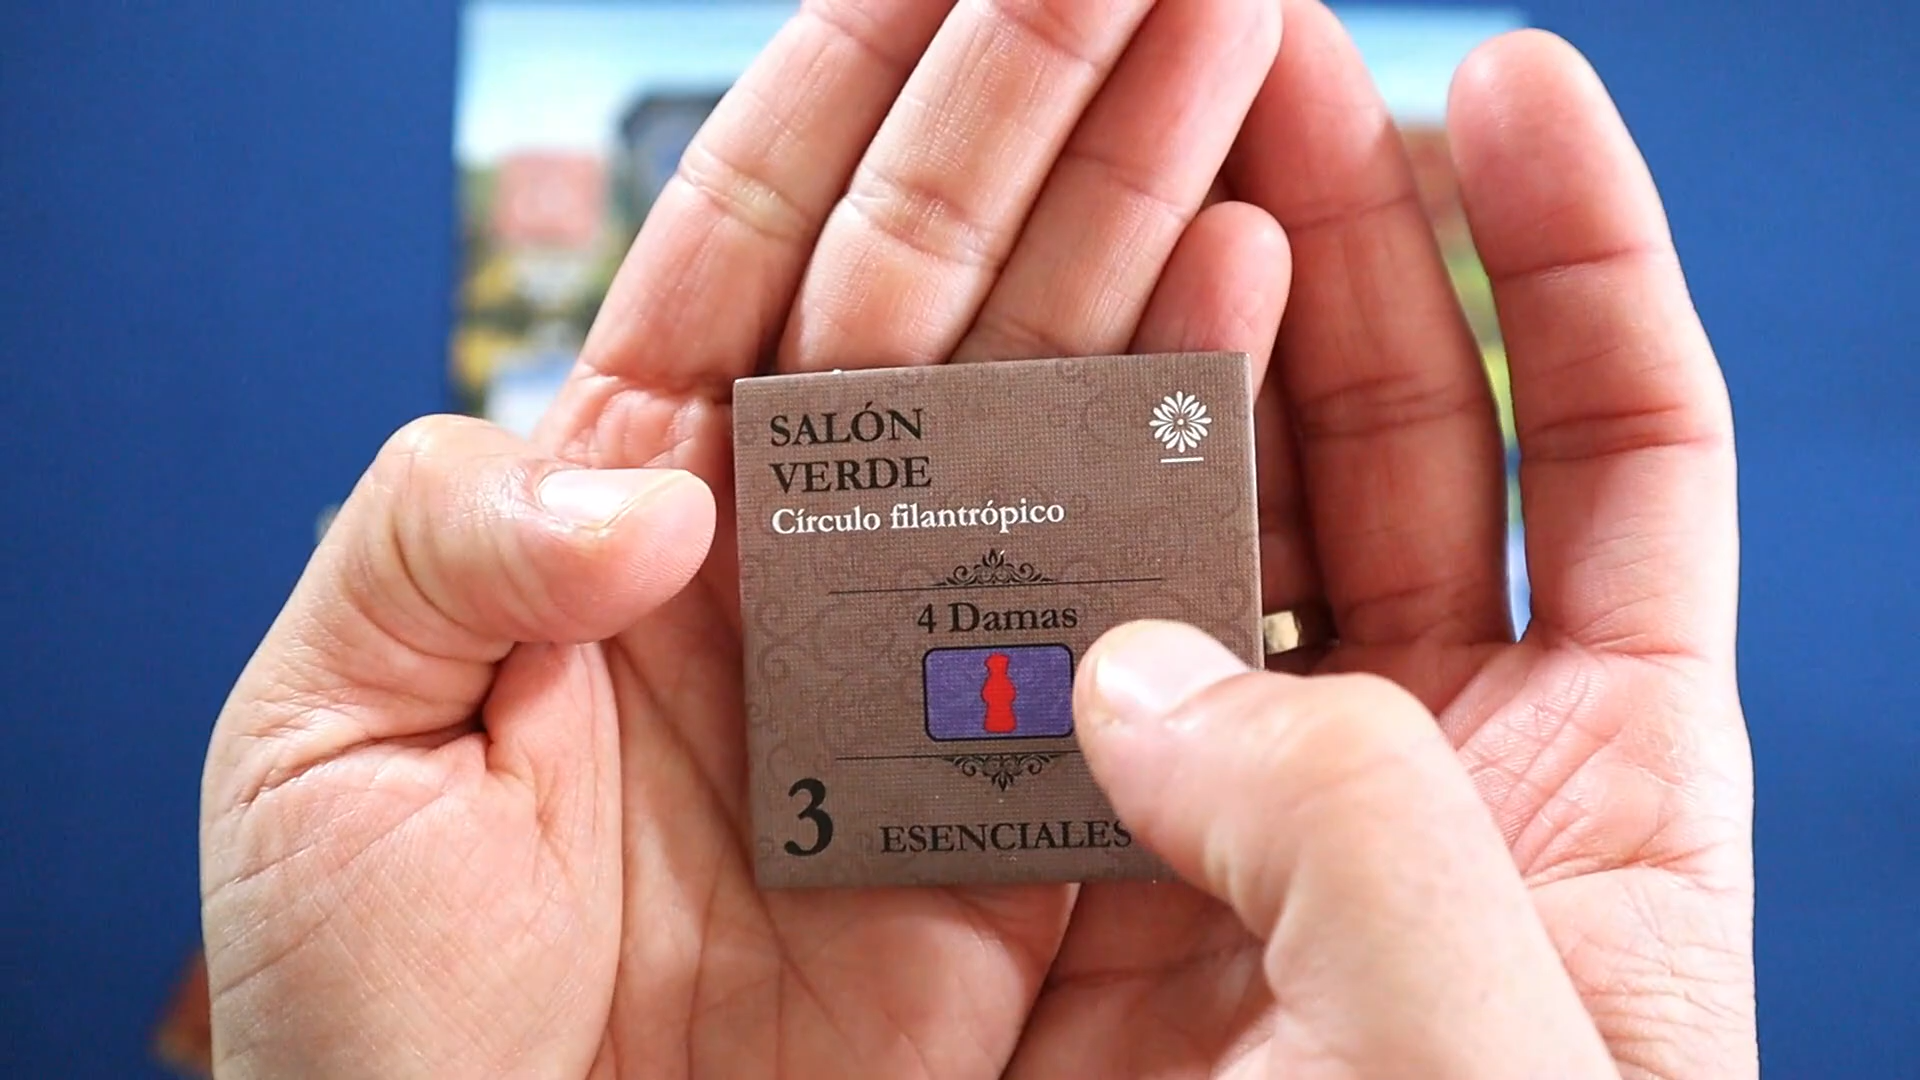 SALÓN
VERDE
Círculo filantrópico
4 Damas
3 ESENCIALES